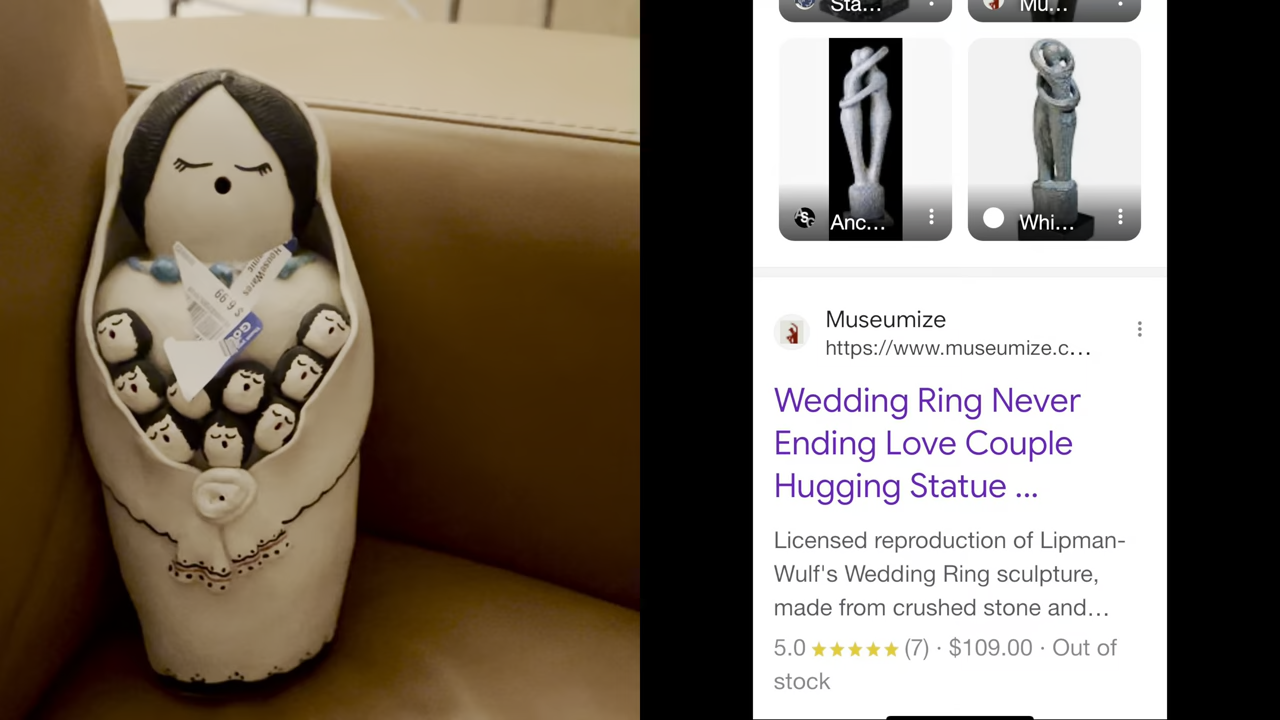 HouseWares
Sta...
Mu...
Anc...
Whi...
Museumize
https://www.museumize.c...
Wedding Ring Never
Ending Love Couple
Hugging Statue ...
Licensed reproduction of Lipman-
Wulf's Wedding Ring sculpture,
made from crushed stone and...
5.0 ★★★★★ (7) · $109.00 · Out of
stock